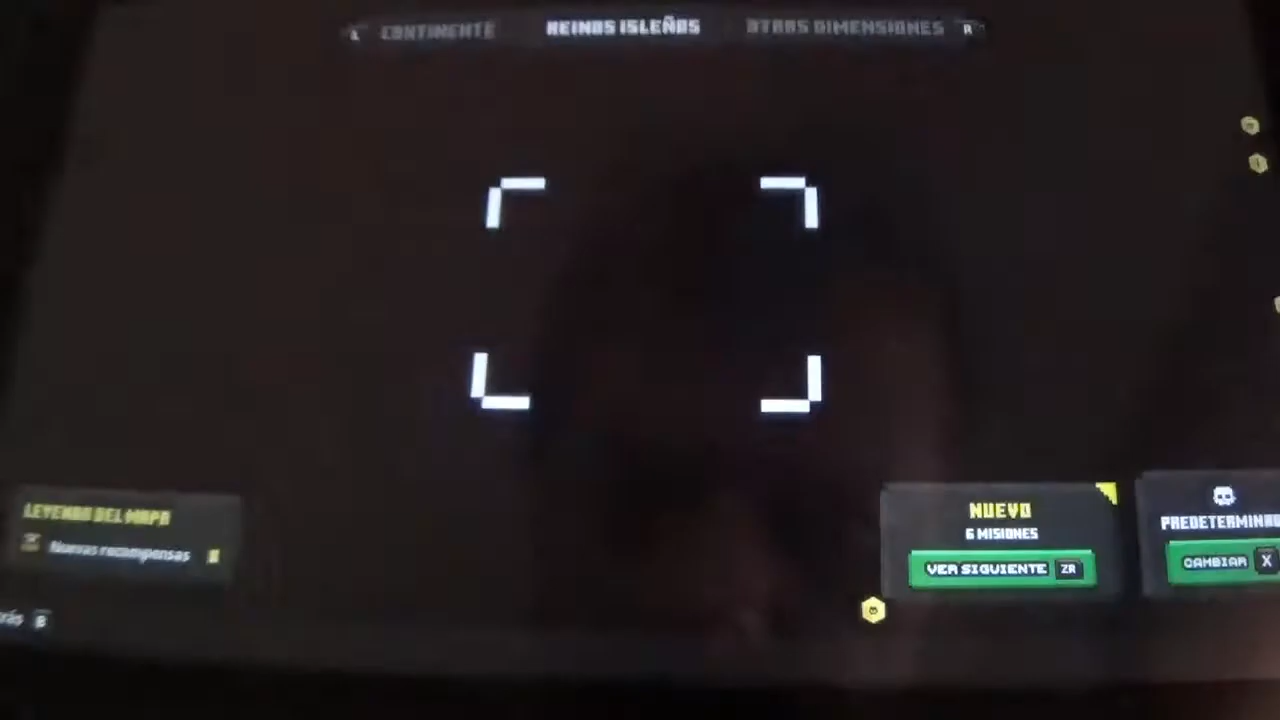 L CONTINENTE REINOS ISLEÑOS OTRAS DIMENSIONES R
LEYENDA DEL MAPA
Nuevas recompensas
NUEVO
6 MISIONES
VER SIGUIENTE ZR
CAMBIAR X
B